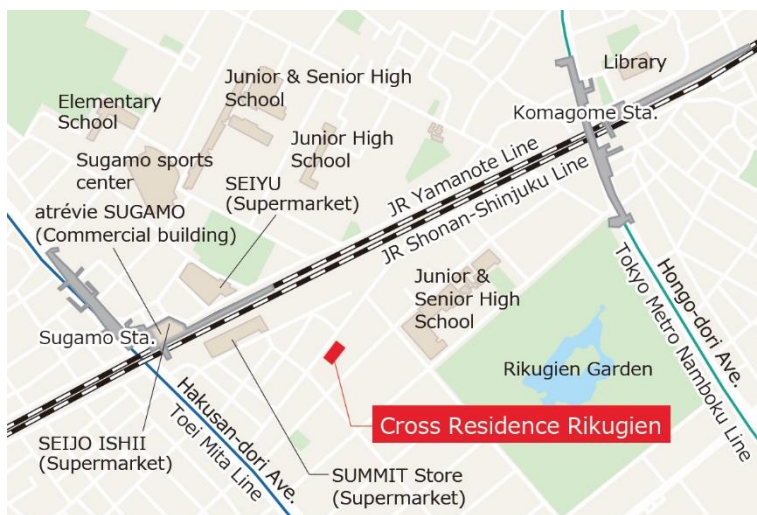 Library
Junior & Senior High
School
Elementary
School
Komagome Sta.
Junior High
School
Sugamo sports
center
JR Yamanote Line
SEIYU
(Supermarket)
atrévie SUGAMO
(Commercial building)
JR Shonan-Shinjuku Line
Junior &
Senior High
School
Hongo-dori Ave.
Tokyo Metro Namboku Line
Sugamo Sta.
Rikugien Garden
Hakusan-dori Ave.
Toei Mita Line
Cross Residence Rikugien
SEIJO ISHII
(Supermarket)
SUMMIT Store
(Supermarket)